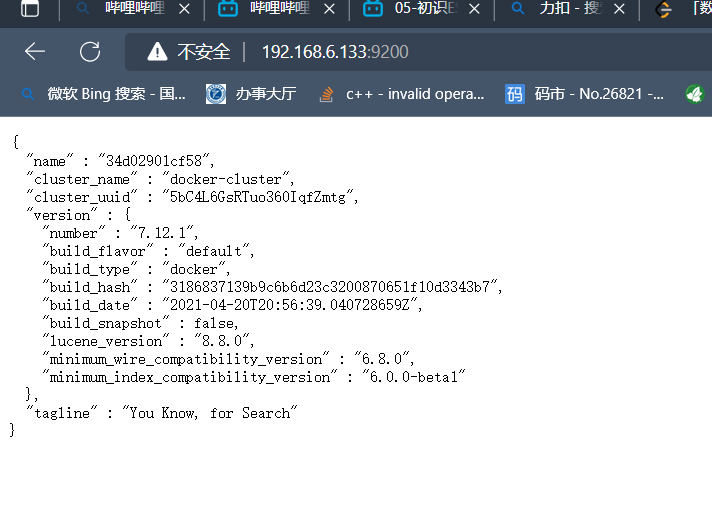 哔哩哔哩
哔哩哔哩
05-初识E
力扣 - 搜
「数
不安全
192.168.6.133:9200
微软 Bing 搜索 - 国...
办事大厅
c++ - invalid opera...
码
码市 - No.26821 -...
{
"name" : "34d02901cf58",
"cluster_name" : "docker-cluster",
"cluster_uuid" : "5bC4L6GsRTuo360IqfZmtg",
"version" : {
"number" : "7.12.1",
"build_flavor" : "default",
"build_type" : "docker",
"build_hash" : "3186837139b9c6b6d23c3200870651f10d3343b7",
"build_date" : "2021-04-20T20:56:39.040728659Z",
"build_snapshot" : false,
"lucene_version" : "8.8.0",
"minimum_wire_compatibility_version" : "6.8.0",
"minimum_index_compatibility_version" : "6.0.0-beta1"
},
"tagline" : "You Know, for Search"
}